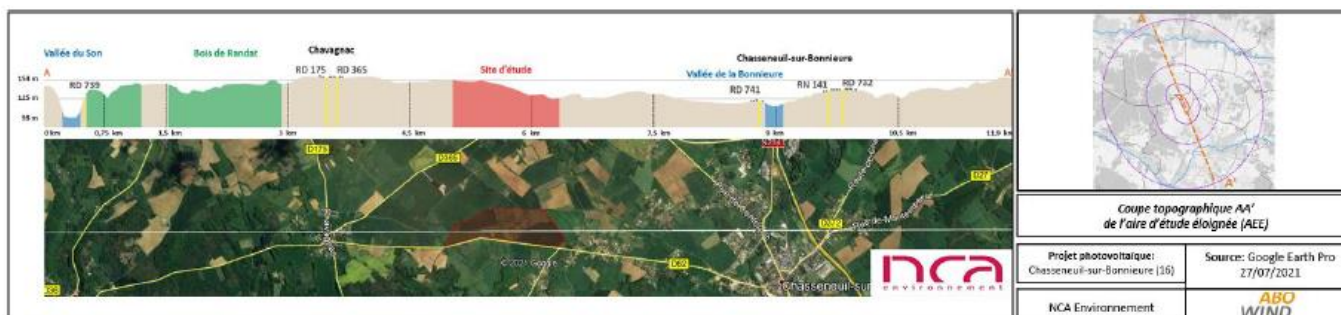 Vallée du Son
Bois de Randat
Chavagnac
Chasseneuil-sur-Bonnieure
A
RD 175
RD 365
Site d'étude
Vallée de la Bonnieure
RN 141
RD 732
154 m
RD 739
RD 741
125 m
95 m
0 km
0,75 km
1,5 km
3 km
4,5 km
6 km
7,5 km
9 km
10,5 km
11,9 km
D175
D365
D27
D62
© 2021 Google
Chasseneuil-sur
nca
environnement
A
A'
Coupe topographique AA'
de l'aire d'étude éloignée (AEE)
Projet photovoltaïque:
Chasseneuil-sur-Bonnieure (16)
Source: Google Earth Pro
27/07/2021
NCA Environnement
ABO
WIND